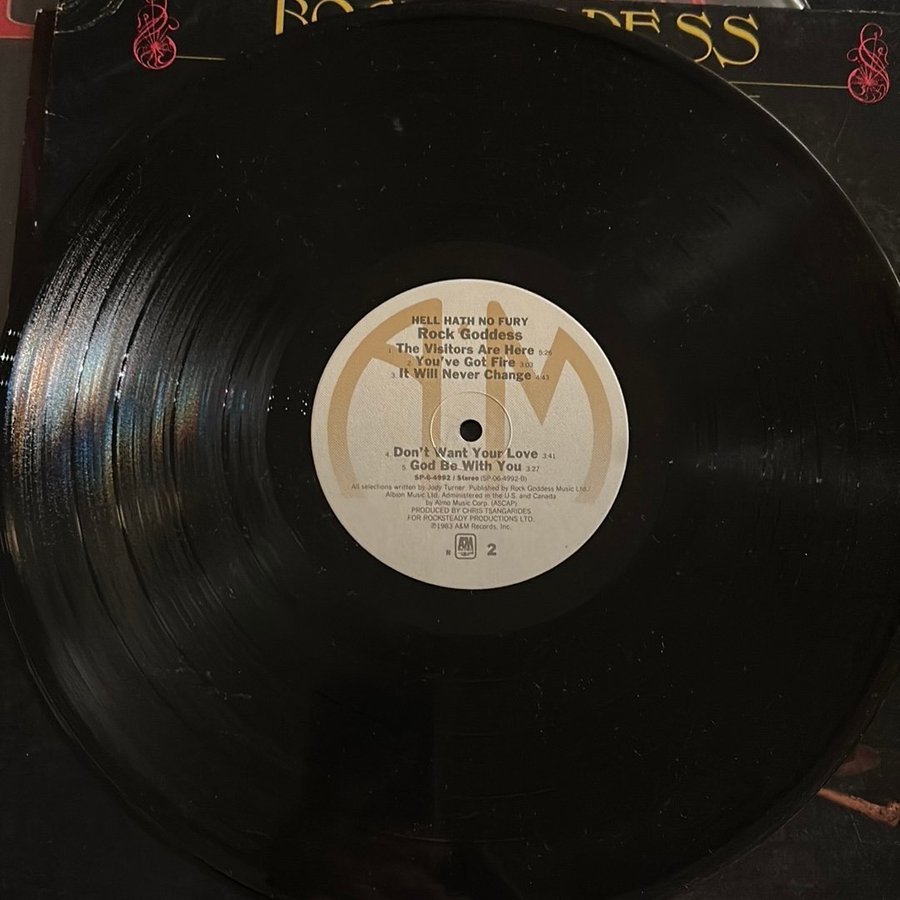 HELL HATH NO FURY
Rock Goddess
1. The Visitors Are Here 5:26
2. You've Got Fire 3:03
3. It Will Never Change 4:43
4. Don't Want Your Love 3:41
5. God Be With You 3:27
SP-6-4992 / Stereo (SP-06-4992-B)
All selections written by Jody Turner. Published by Rock Goddess Music Ltd./
Albion Music Ltd. Administered in the U.S. and Canada
by Almo Music Corp. (ASCAP)
PRODUCED BY CHRIS TSANGARIDES
FOR ROCKSTEADY PRODUCTIONS LTD.
℗1983 A&M Records, Inc.
R A&M 2